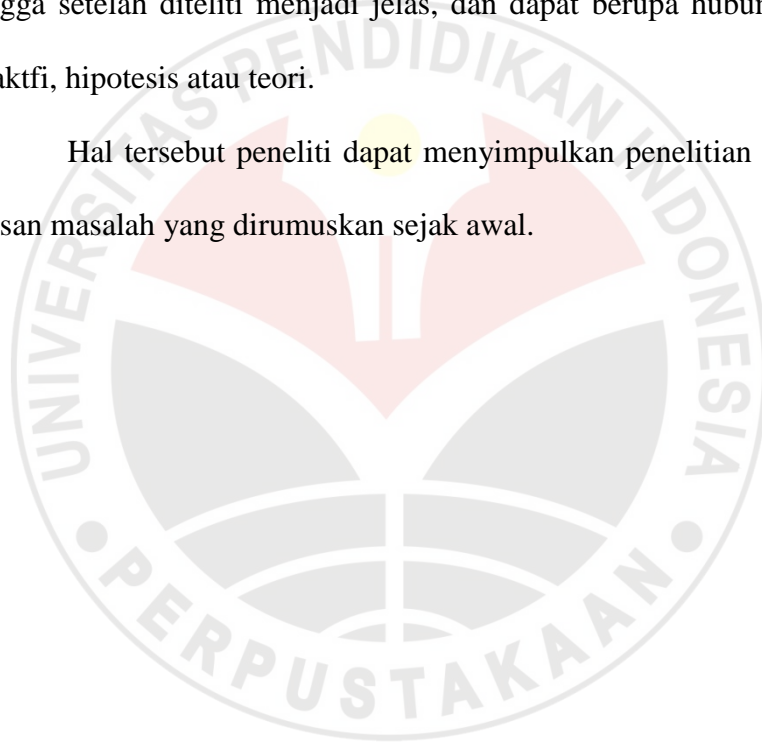 ngga setelah diteliti menjadi jelas, dan dapat berupa hubun
aktfi, hipotesis atau teori.
Hal tersebut peneliti dapat menyimpulkan penelitian
san masalah yang dirumuskan sejak awal.
UNIVERSITAS PENDIDIKAN INDONESIA
PERPUSTAKAAN